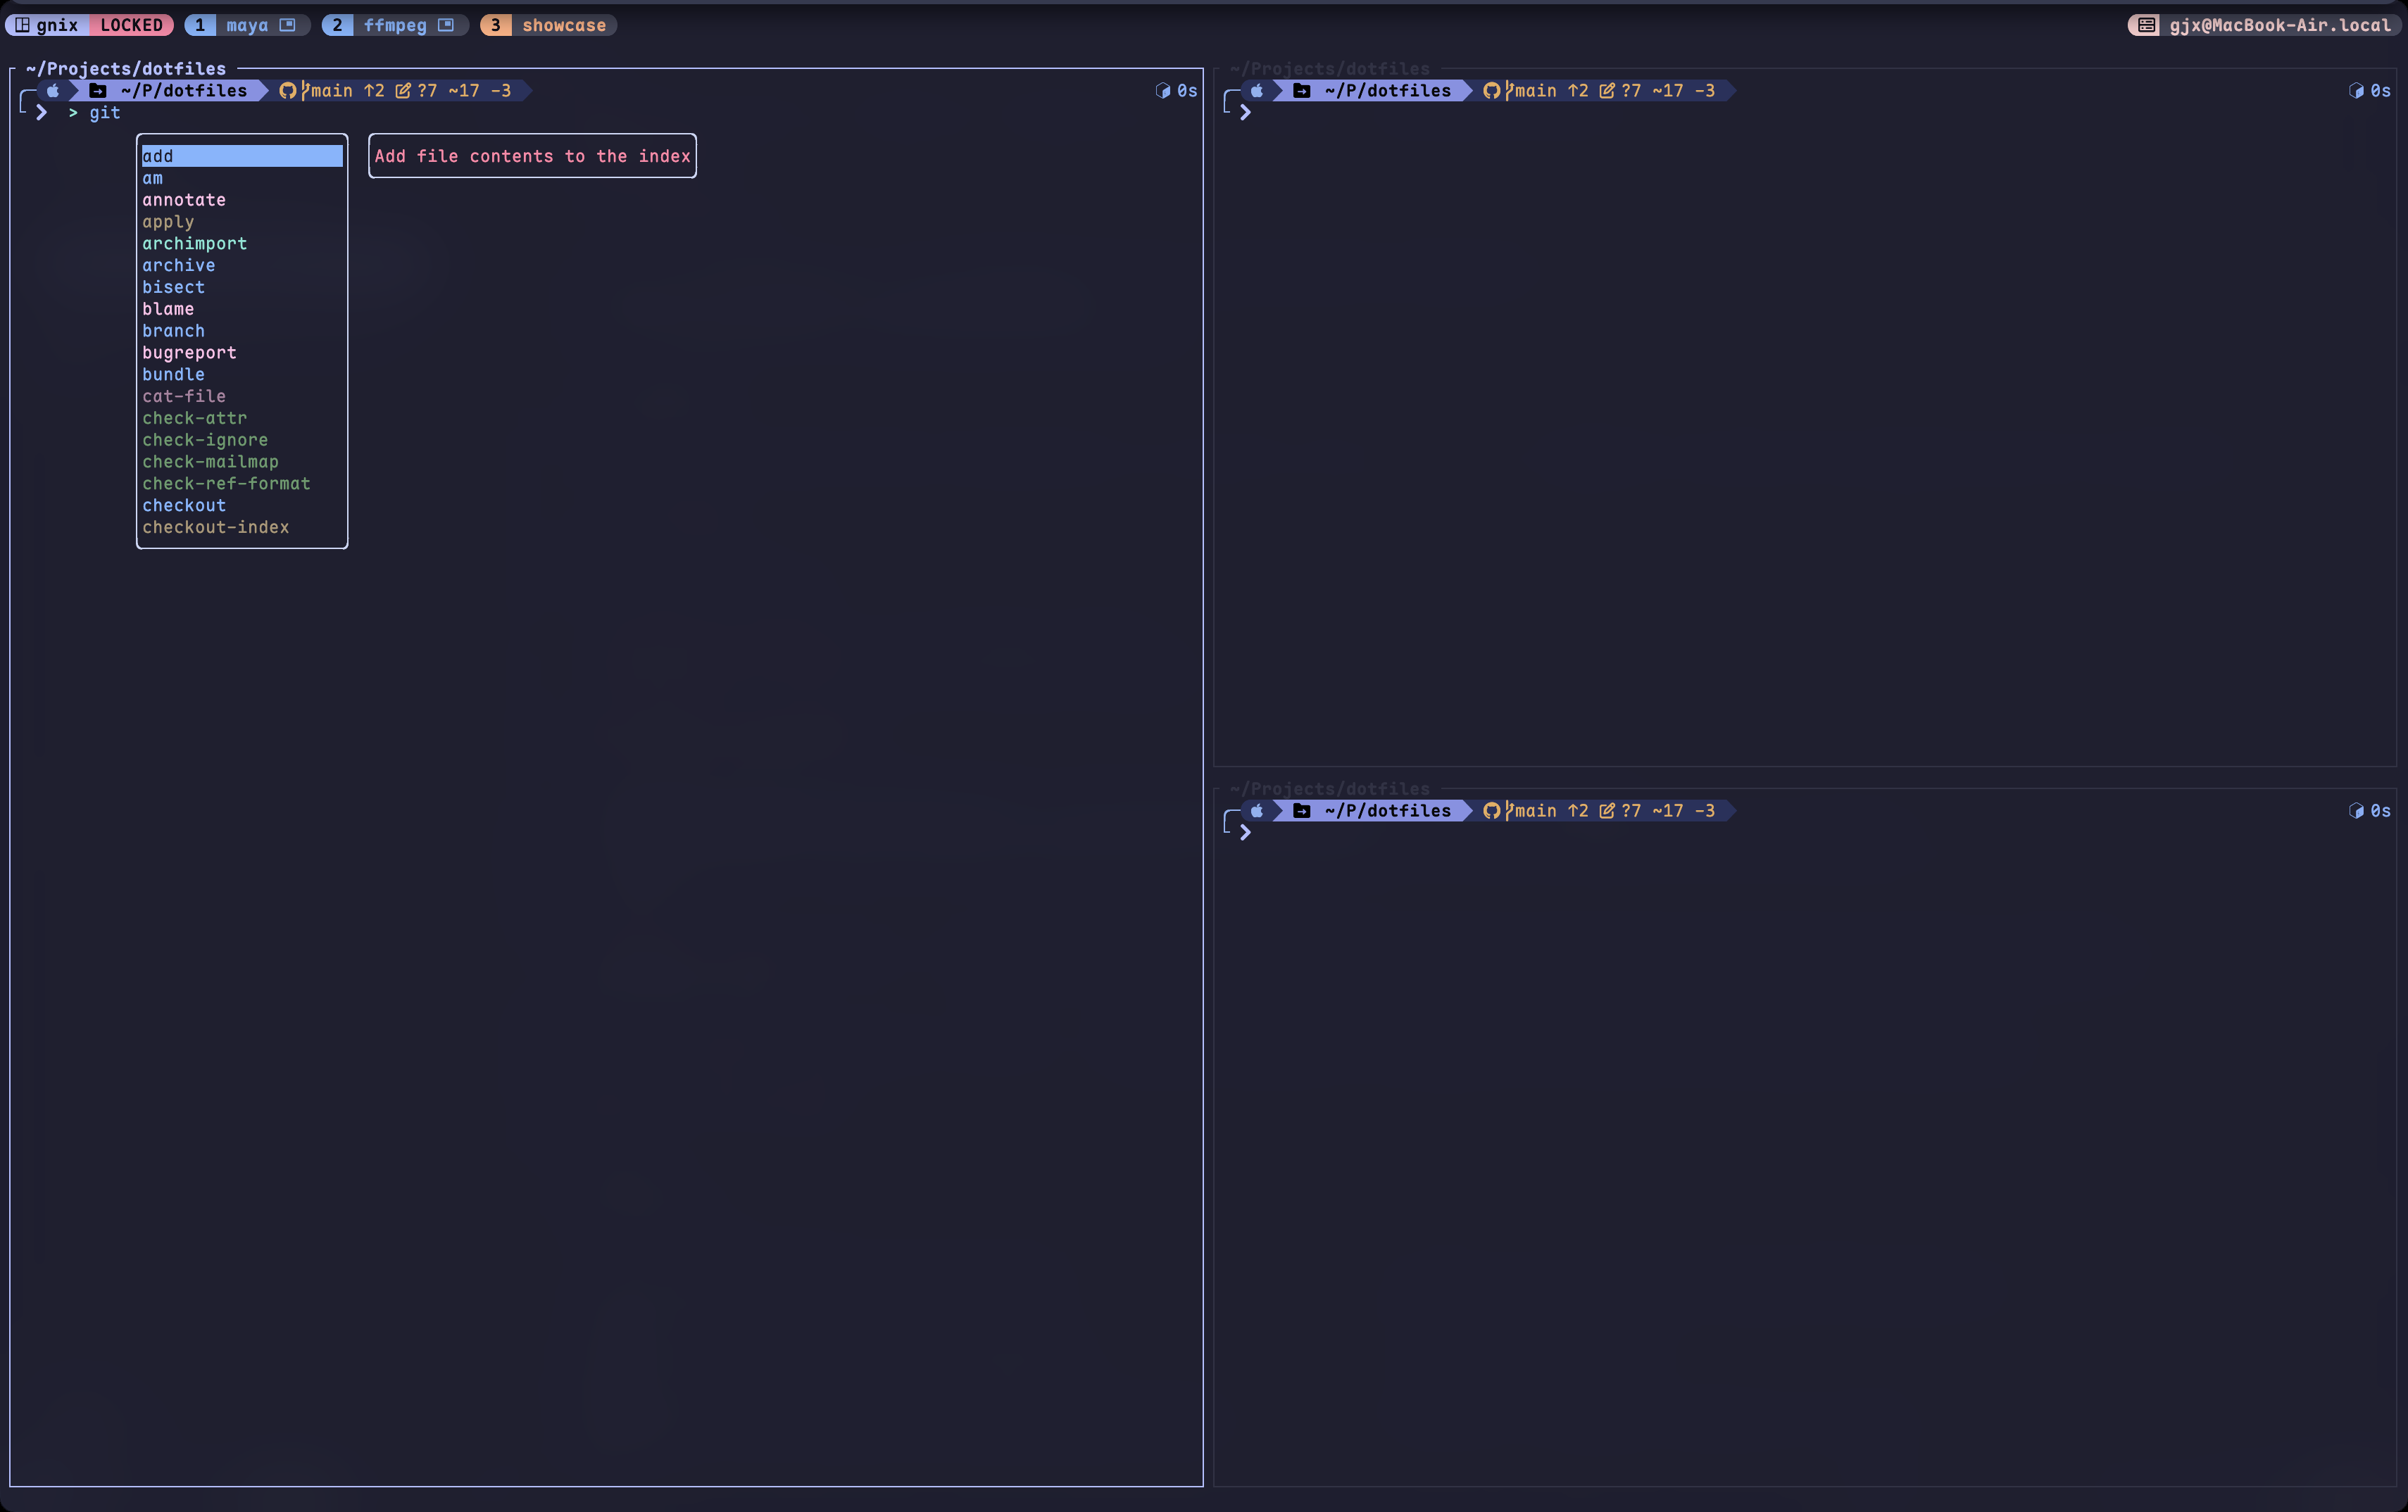 gnix LOCKED 1 maya 2 ffmpeg 3 showcase gjx@MacBook-Air.local
~/Projects/dotfiles
~/P/dotfiles main ↑2 ?7 ~17 -3 0s
> git
add
am
annotate
apply
archimport
archive
bisect
blame
branch
bugreport
bundle
cat-file
check-attr
check-ignore
check-mailmap
check-ref-format
checkout
checkout-index
Add file contents to the index
~/Projects/dotfiles
~/P/dotfiles main ↑2 ?7 ~17 -3 0s
~/Projects/dotfiles
~/P/dotfiles main ↑2 ?7 ~17 -3 0s